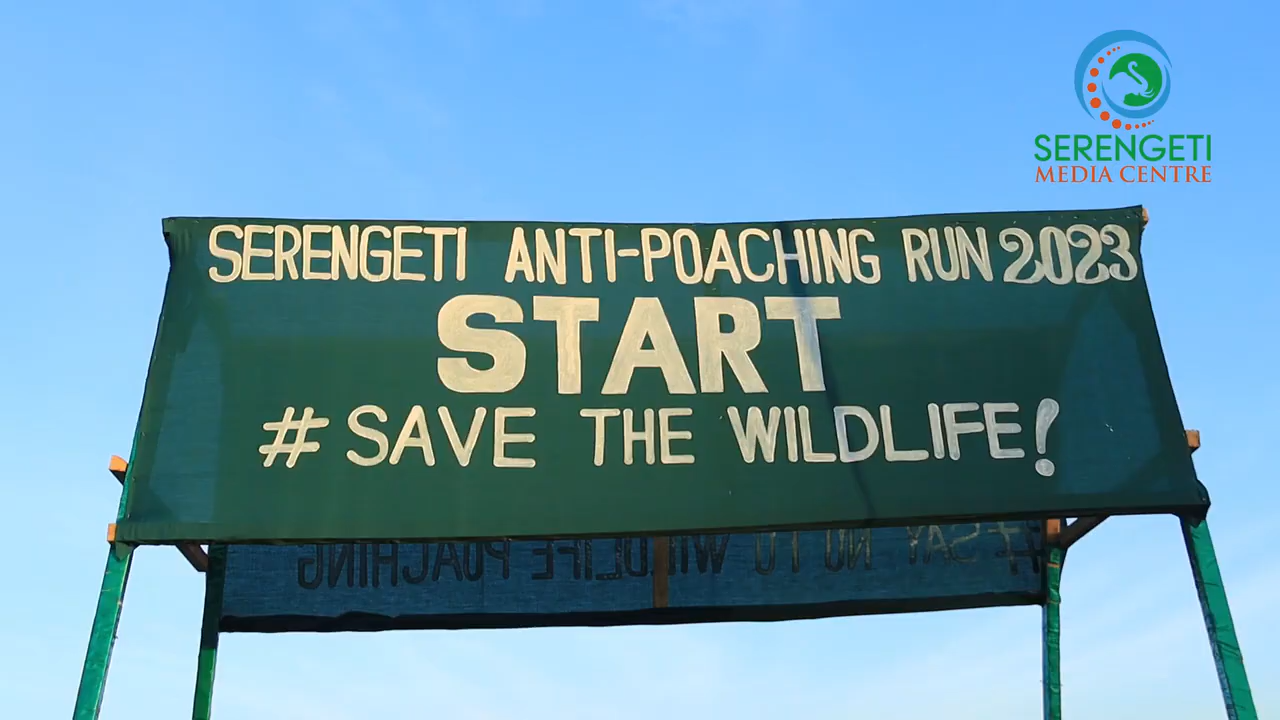 SERENGETI
MEDIA CENTRE
SERENGETI ANTI-POACHING RUN 2023
START
# SAVE THE WILDLIFE!
# SAY NO TO WILDLIFE POACHING